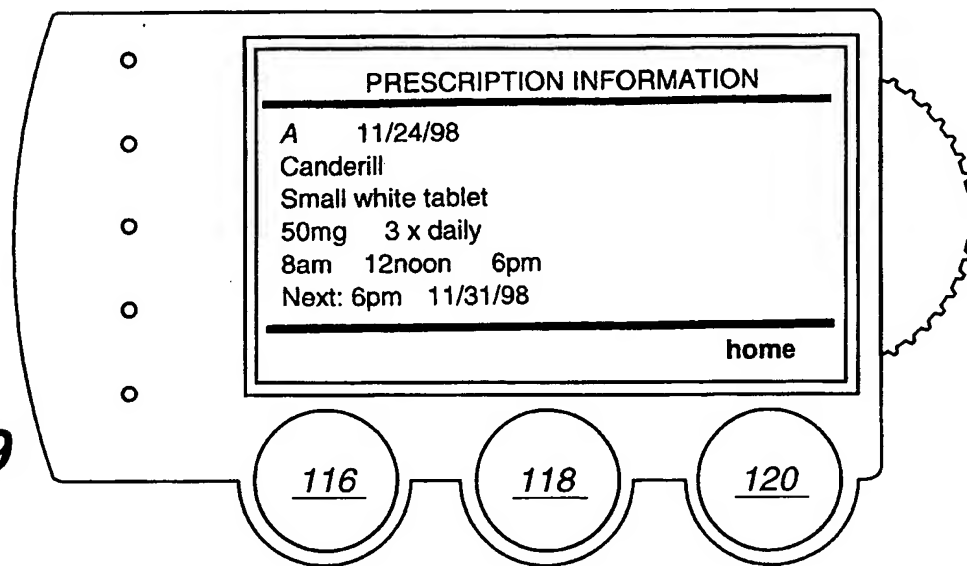 PRESCRIPTION INFORMATION
A 11/24/98
Canderill
Small white tablet
50mg 3 x daily
8am 12noon 6pm
Next: 6pm 11/31/98
home
9
116 118 120